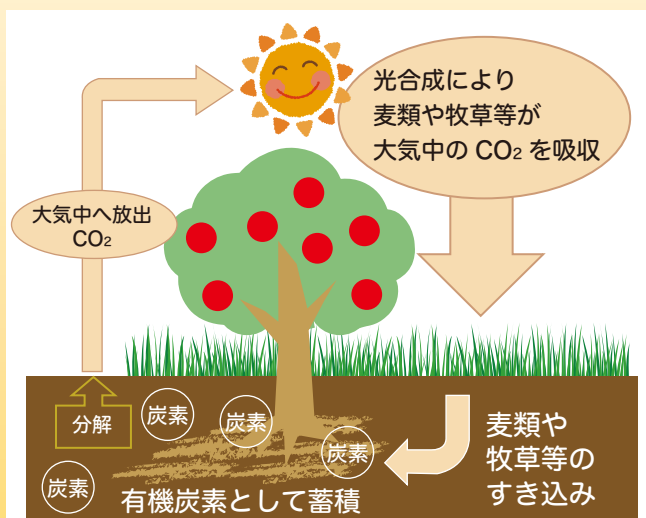 光合成により
麦類や牧草等が
大気中の CO₂ を吸収
大気中へ放出
CO₂
分解
炭素
炭素
炭素
炭素
麦類や
牧草等の
すき込み
有機炭素として蓄積